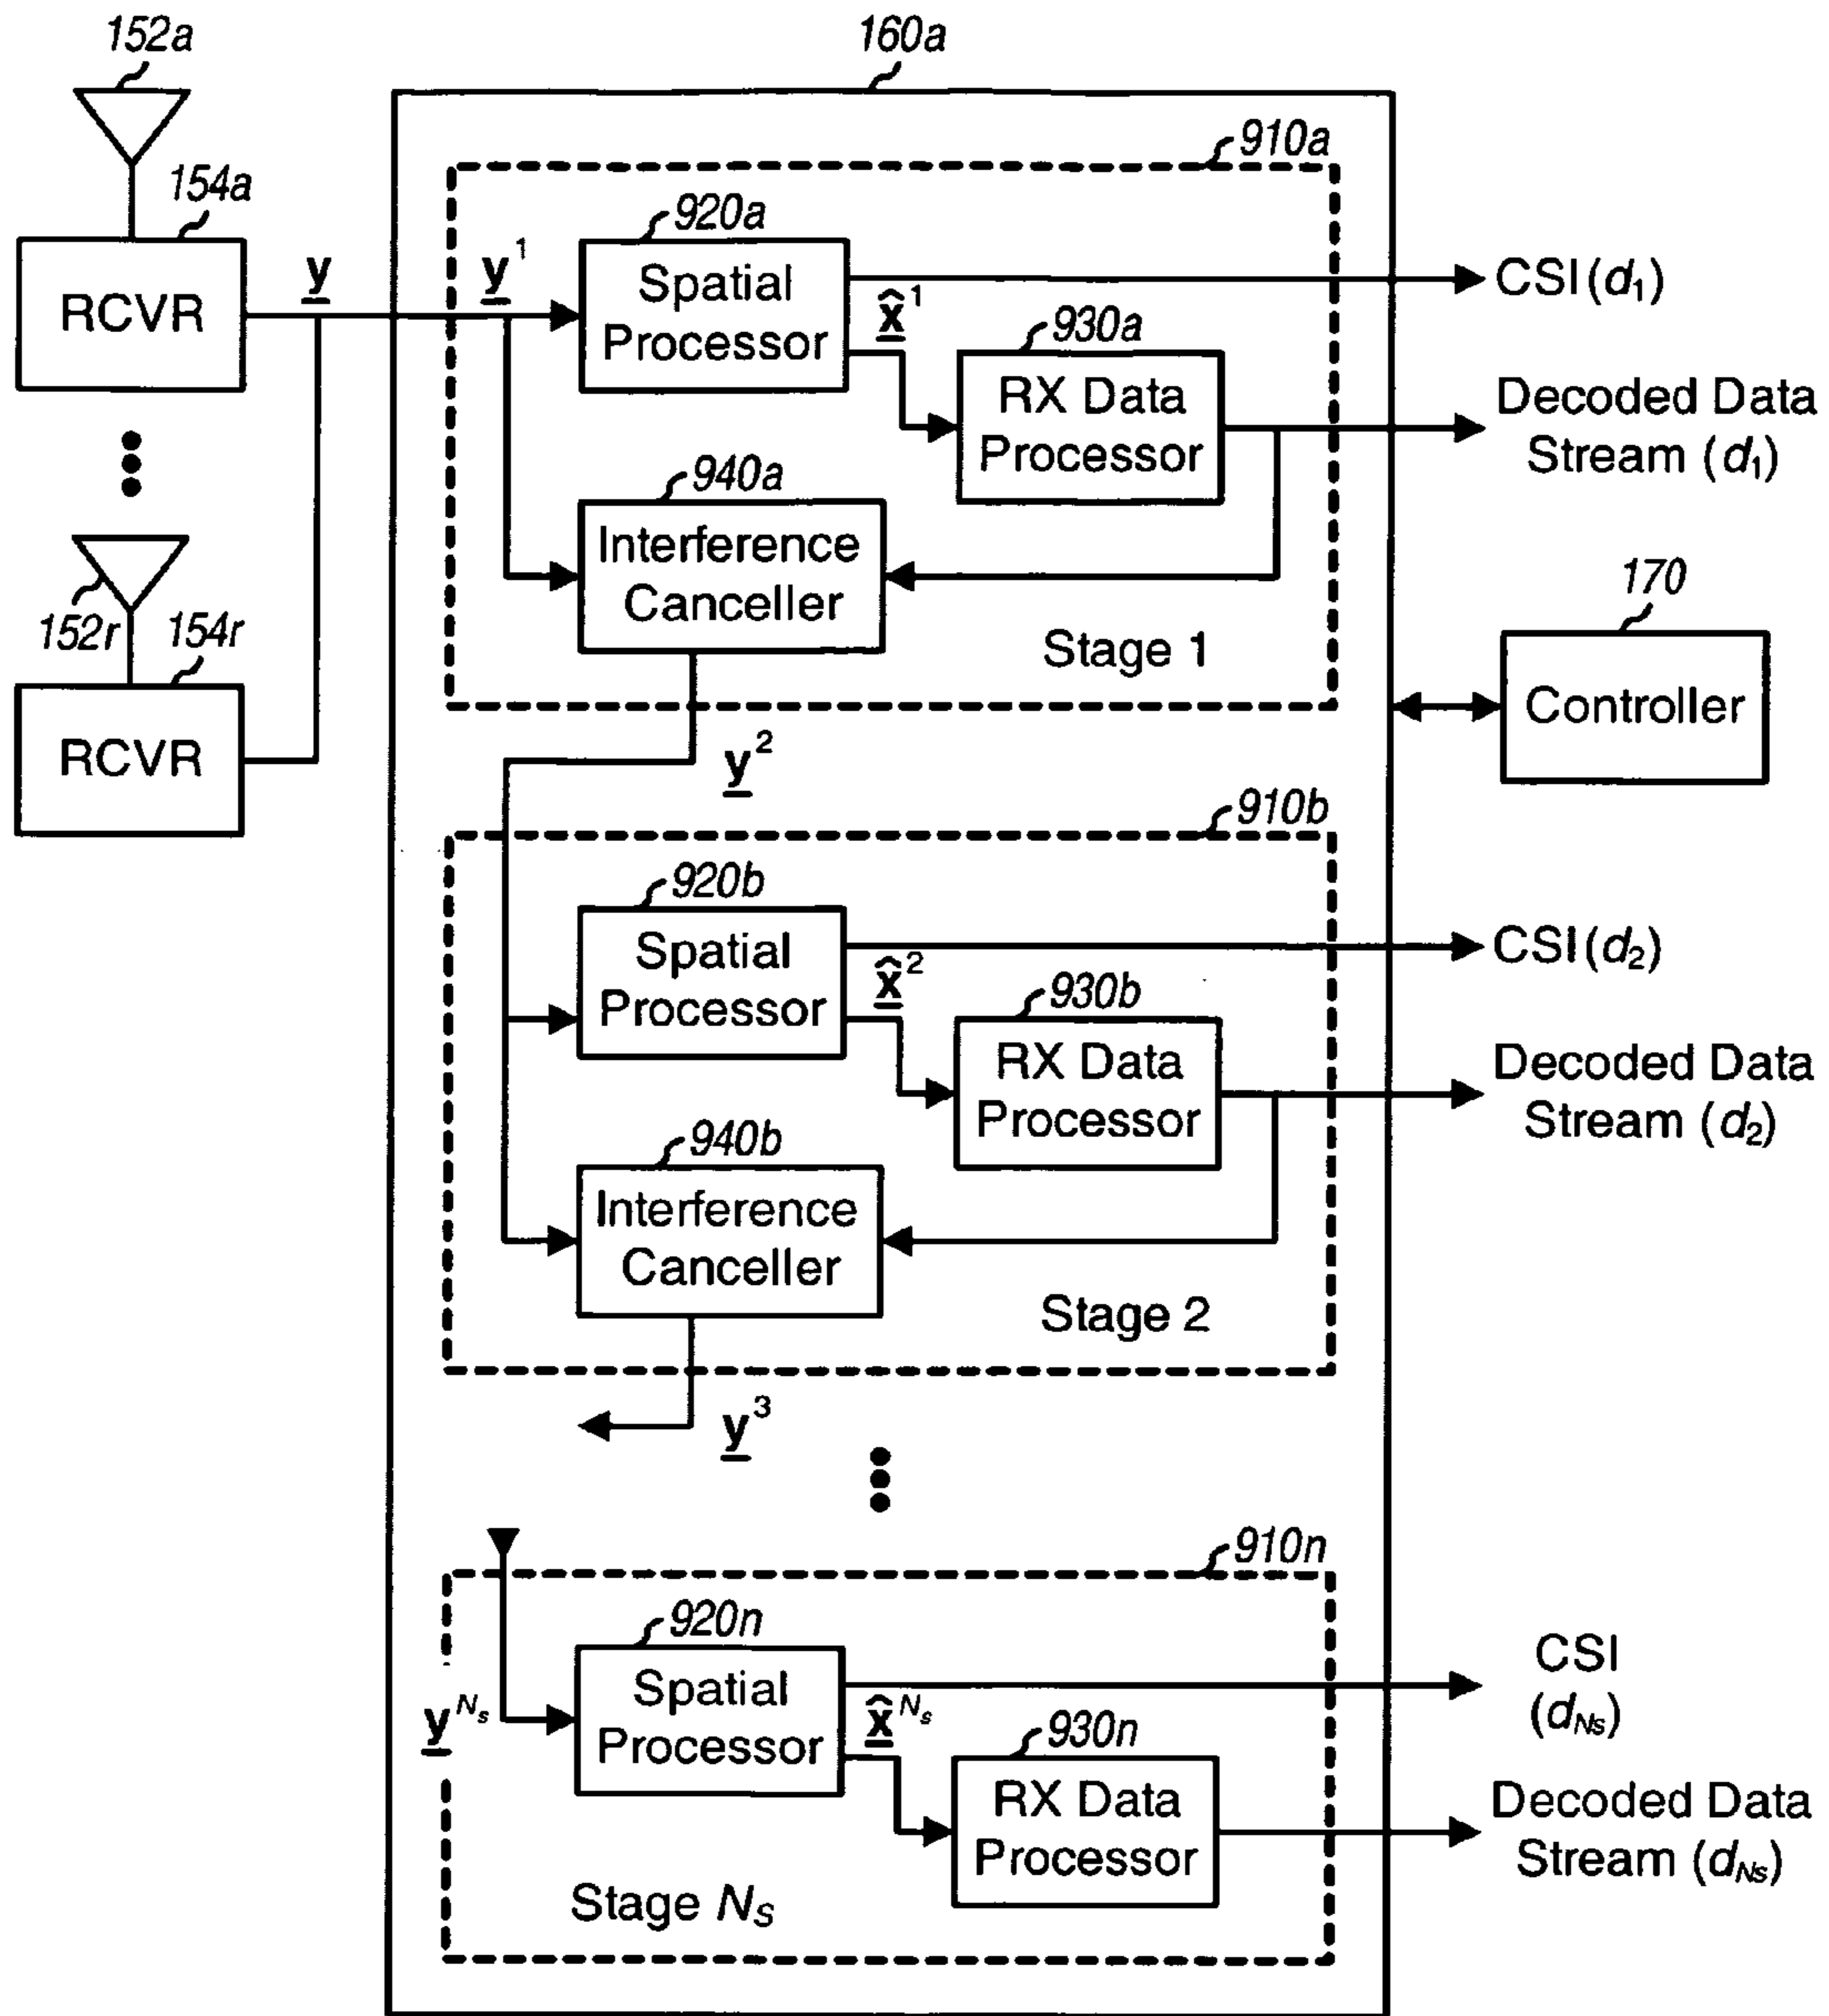 152a
160a
910a
154a
920a
RCVR
y
y¹
Spatial
Processor
CSI (d₁)
x̂¹
930a
RX Data
Processor
Decoded Data
Stream (d₁)
940a
Interference
Canceller
152r
154r
Stage 1
170
RCVR
Controller
y²
910b
920b
Spatial
Processor
CSI (d₂)
x̂²
930b
RX Data
Processor
Decoded Data
Stream (d₂)
940b
Interference
Canceller
Stage 2
y³
910n
920n
Spatial
Processor
CSI
(d_Ns)
y^Ns
x̂^Ns
930n
RX Data
Processor
Decoded Data
Stream (d_Ns)
Stage N_S